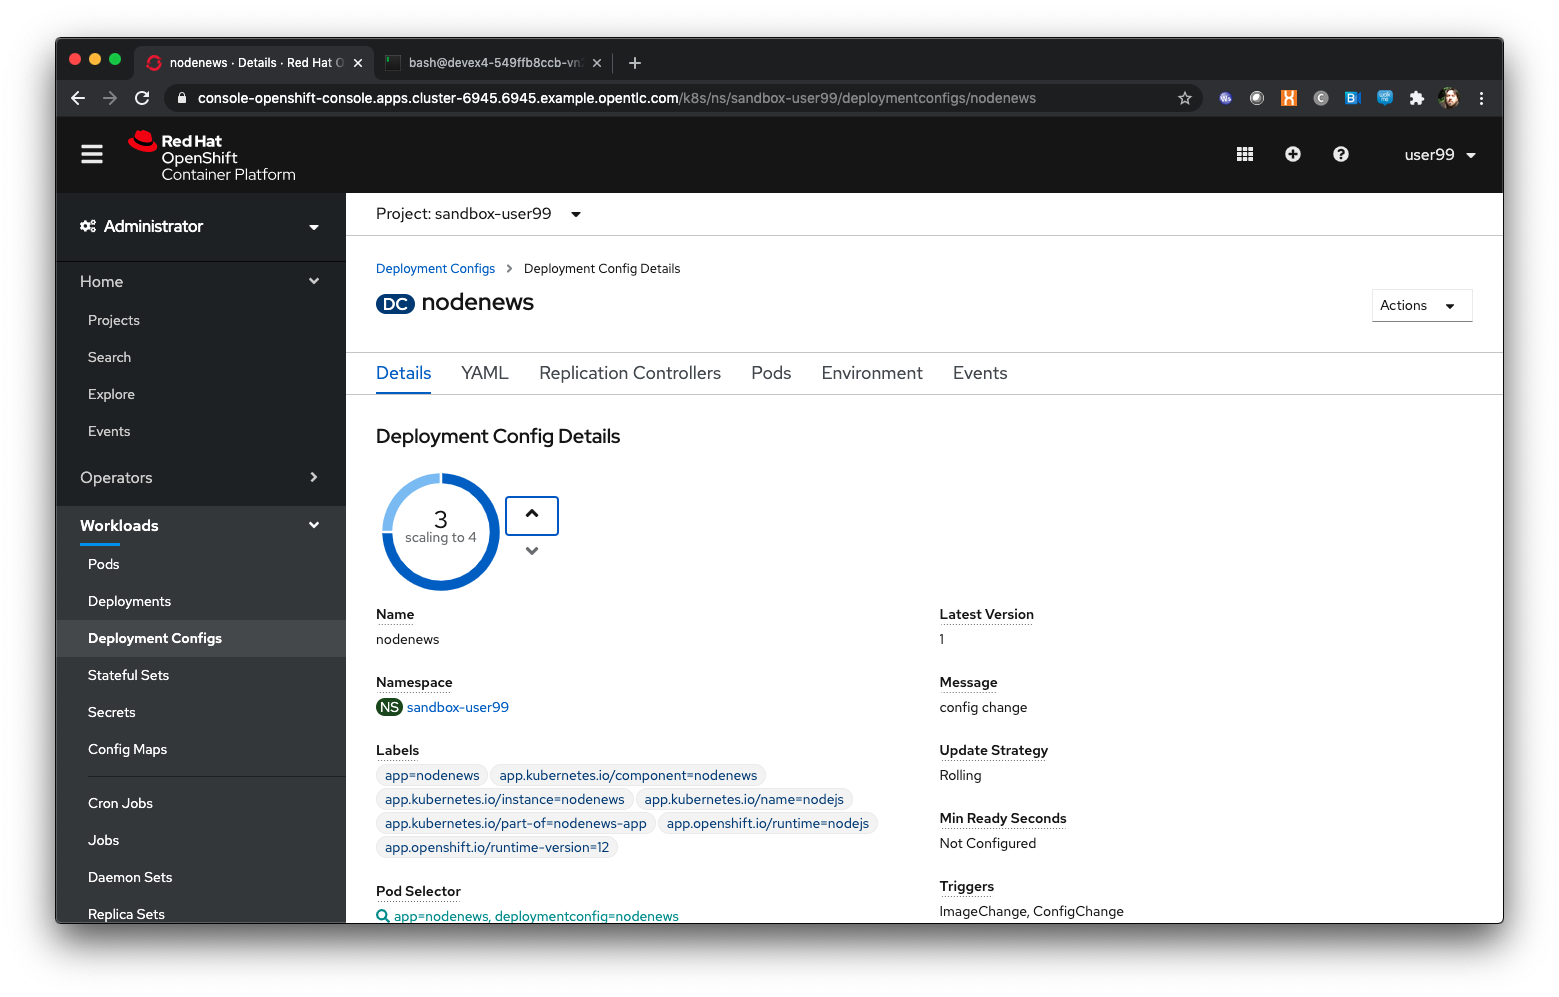 nodenews · Details · Red Hat O
bash@devex4-549ffb8ccb-vn
console-openshift-console.apps.cluster-6945.6945.example.opentlc.com/k8s/ns/sandbox-user99/deploymentconfigs/nodenews
Red Hat
OpenShift
Container Platform
user99
Administrator
Home
Projects
Search
Explore
Events
Operators
Workloads
Pods
Deployments
Deployment Configs
Stateful Sets
Secrets
Config Maps
Cron Jobs
Jobs
Daemon Sets
Replica Sets
Project: sandbox-user99
Deployment Configs > Deployment Config Details
DC nodenews
Actions
Details YAML Replication Controllers Pods Environment Events
Deployment Config Details
3
scaling to 4
Name
nodenews
Namespace
NS sandbox-user99
Labels
app=nodenews app.kubernetes.io/component=nodenews
app.kubernetes.io/instance=nodenews app.kubernetes.io/name=nodejs
app.kubernetes.io/part-of=nodenews-app app.openshift.io/runtime=nodejs
app.openshift.io/runtime-version=12
Pod Selector
app=nodenews, deploymentconfig=nodenews
Latest Version
1
Message
config change
Update Strategy
Rolling
Min Ready Seconds
Not Configured
Triggers
ImageChange, ConfigChange